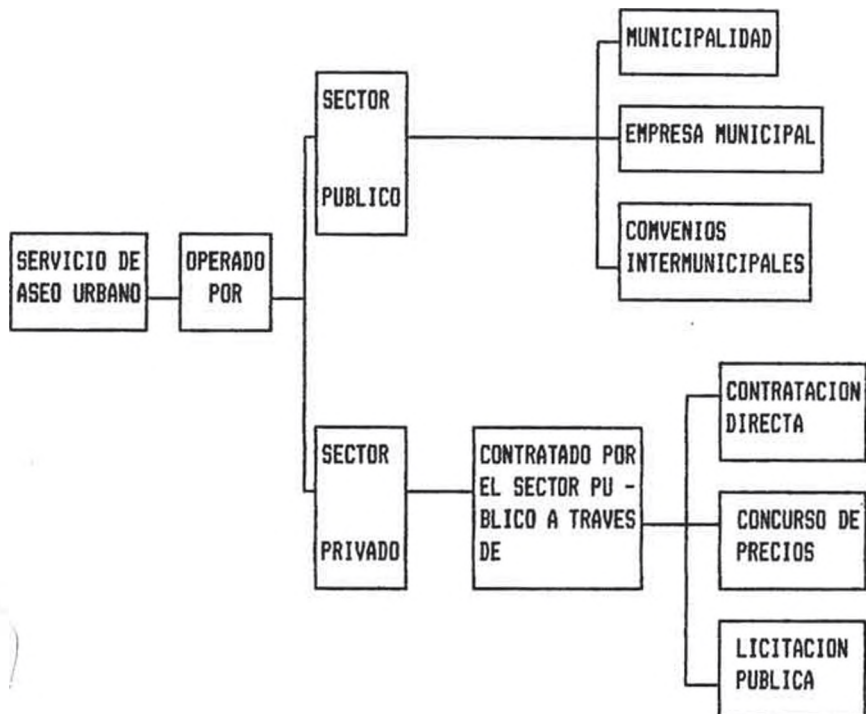 MUNICIPALIDAD
SECTOR
PUBLICO
EMPRESA MUNICIPAL
COMVENIOS
INTERMUNICIPALES
SERVICIO DE
ASEO URBANO
OPERADO
POR
SECTOR
PRIVADO
CONTRATADO POR
EL SECTOR PU -
BLICO A TRAVES
DE
CONTRATACION
DIRECTA
CONCURSO DE
PRECIOS
LICITACION
PUBLICA